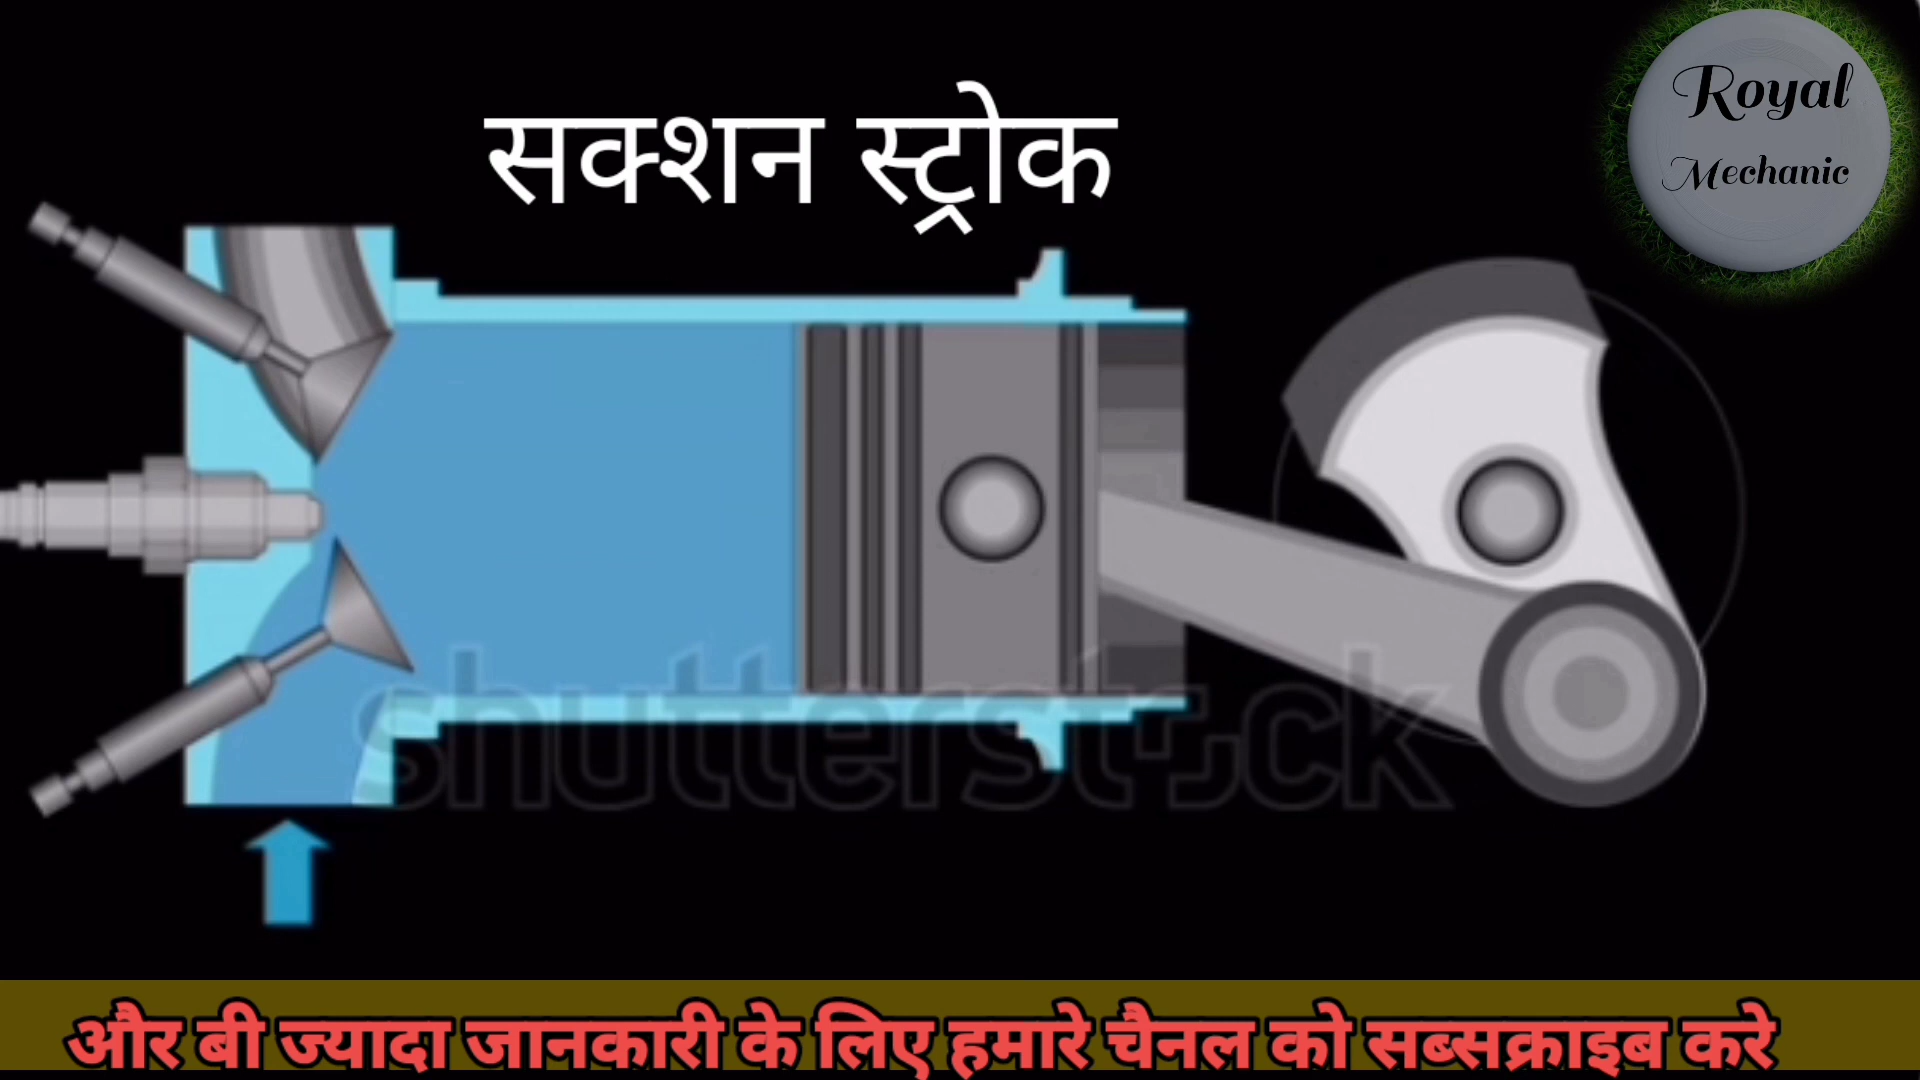 Royal
Mechanic
सक्शन स्ट्रोक
shutterstock
और बी ज्यादा जानकारी के लिए हमारे चैनल को सब्सक्राइब करे